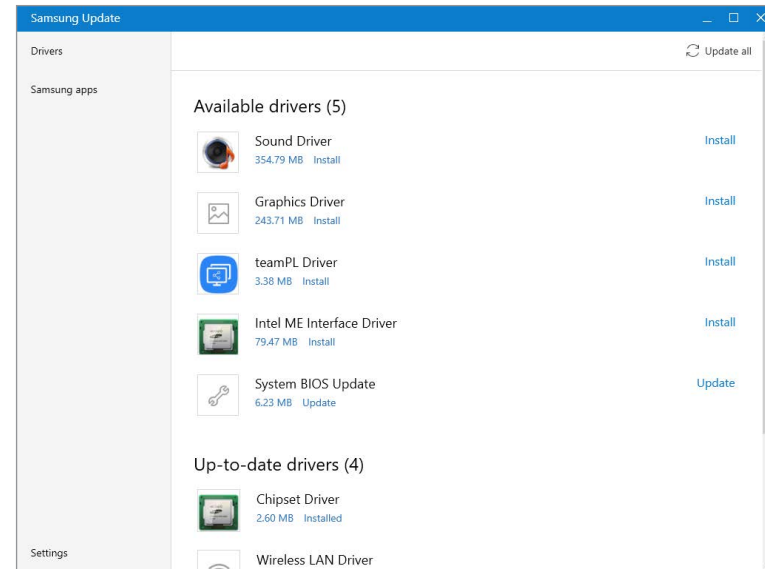 Samsung Update
Drivers
Update all
Samsung apps
Available drivers (5)
Sound Driver
354.79 MB Install
Install
Graphics Driver
243.71 MB Install
Install
teamPL Driver
3.38 MB Install
Install
Intel ME Interface Driver
79.47 MB Install
Install
System BIOS Update
6.23 MB Update
Update
Up-to-date drivers (4)
Chipset Driver
2.60 MB Installed
Settings
Wireless LAN Driver